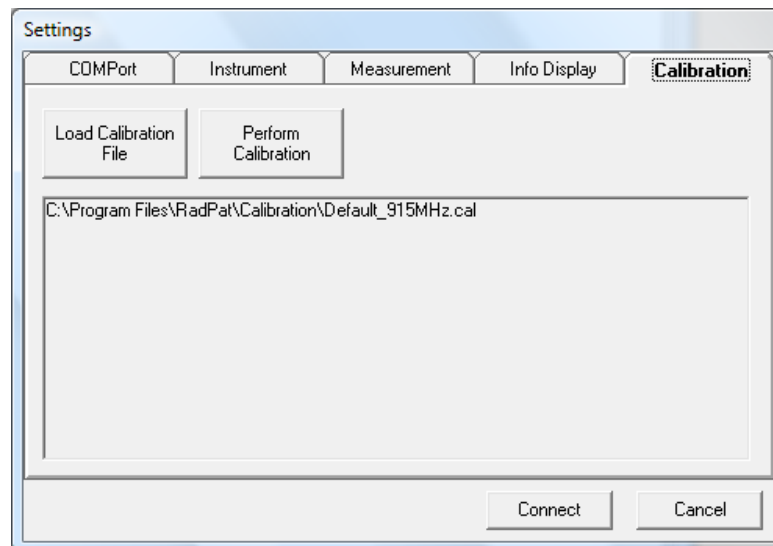 Settings
COMPort Instrument Measurement Info Display Calibration
Load Calibration Perform
File Calibration
C:\Program Files\RadPat\Calibration\Default_915MHz.cal
Connect Cancel